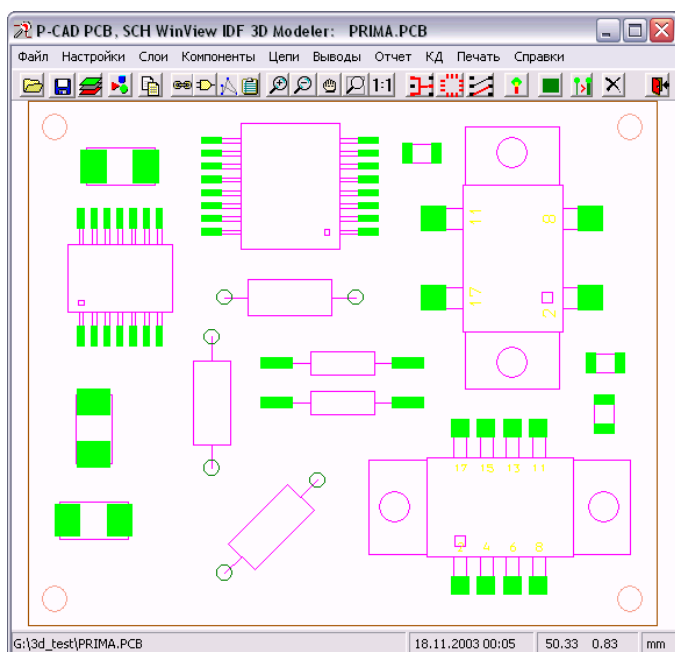 P-CAD PCB, SCH WinView IDF 3D Modeler: PRIMA.PCB
Файл Настройки Слои Компоненты Цепи Выводы Отчет КД Печать Справки
1:1
11 8
17 2
17 15 13 11
2 4 6 8
G:\3d_test\PRIMA.PCB 18.11.2003 00:05 50.33 0.83 mm